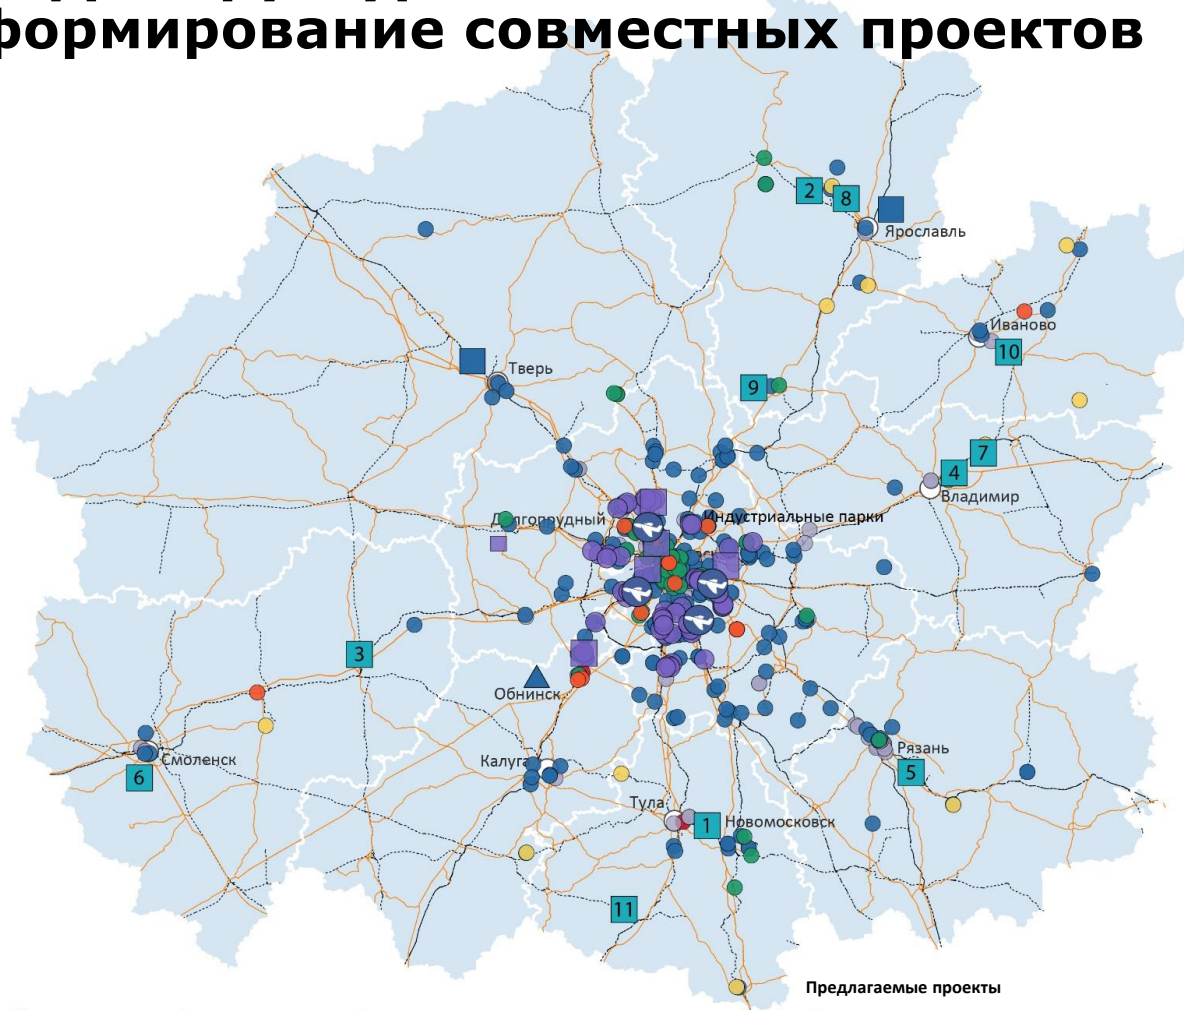 формирование совместных проектов
2
8
Ярославль
Иваново
10
Тверь
9
7
4
Владимир
Долгопрудный
Индустриальные парки
3
Обнинск
Смоленск
6
Калуга
Рязань
5
Тула
1
Новомосковск
11
Предлагаемые проекты